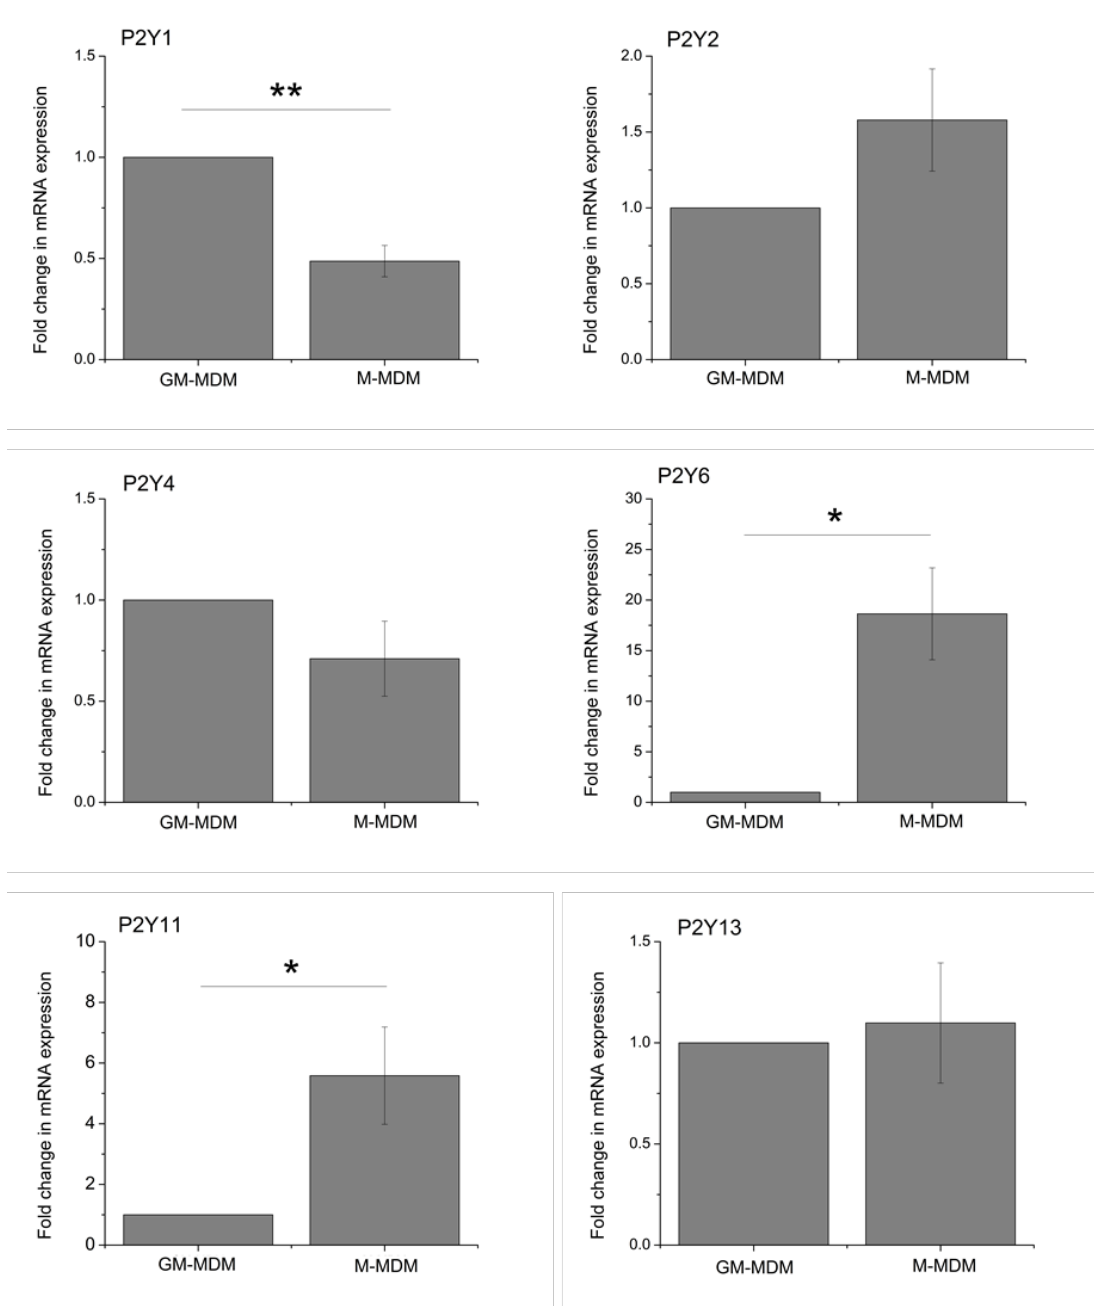 P2Y1
Fold change in mRNA expression
1.5
1.0
0.5
0.0
**
GM-MDM
M-MDM
P2Y2
Fold change in mRNA expression
2.0
1.5
1.0
0.5
0.0
GM-MDM
M-MDM
P2Y4
Fold change in mRNA expression
1.5
1.0
0.5
0.0
GM-MDM
M-MDM
P2Y6
Fold change in mRNA expression
30
25
20
15
10
5
0
*
GM-MDM
M-MDM
P2Y11
Fold change in mRNA expression
10
8
6
4
2
0
*
GM-MDM
M-MDM
P2Y13
Fold change in mRNA expression
1.5
1.0
0.5
0.0
GM-MDM
M-MDM